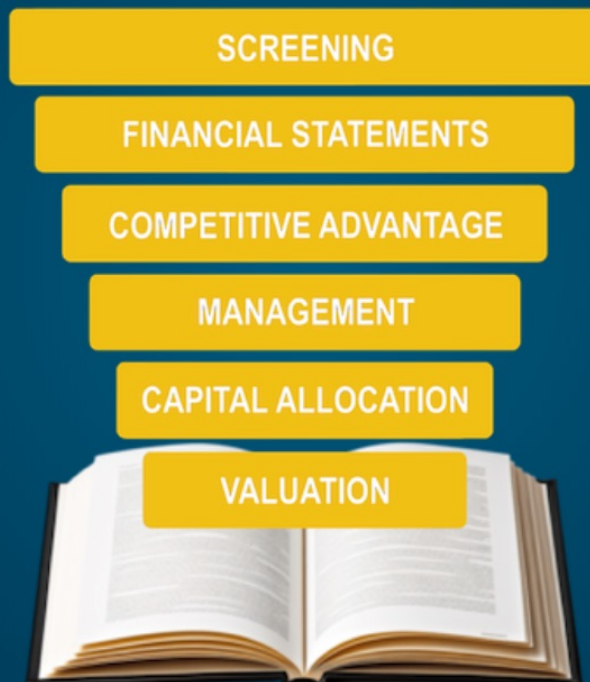 SCREENING
FINANCIAL STATEMENTS
COMPETITIVE ADVANTAGE
MANAGEMENT
CAPITAL ALLOCATION
VALUATION